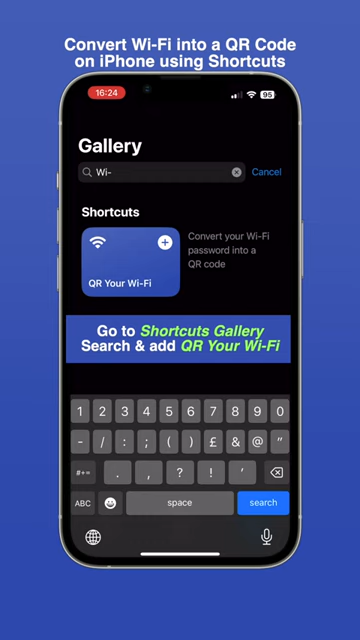 Convert Wi-Fi into a QR Code
on iPhone using Shortcuts
16:24
95
Gallery
Wi-
Cancel
Shortcuts
Convert your Wi-Fi
password into a
QR code
QR Your Wi-Fi
Go to Shortcuts Gallery
Search & add QR Your Wi-Fi
1 2 3 4 5 6 7 8 9 0
- / : ; ( ) £ & @ "
#+= . , ? ! '
ABC space search